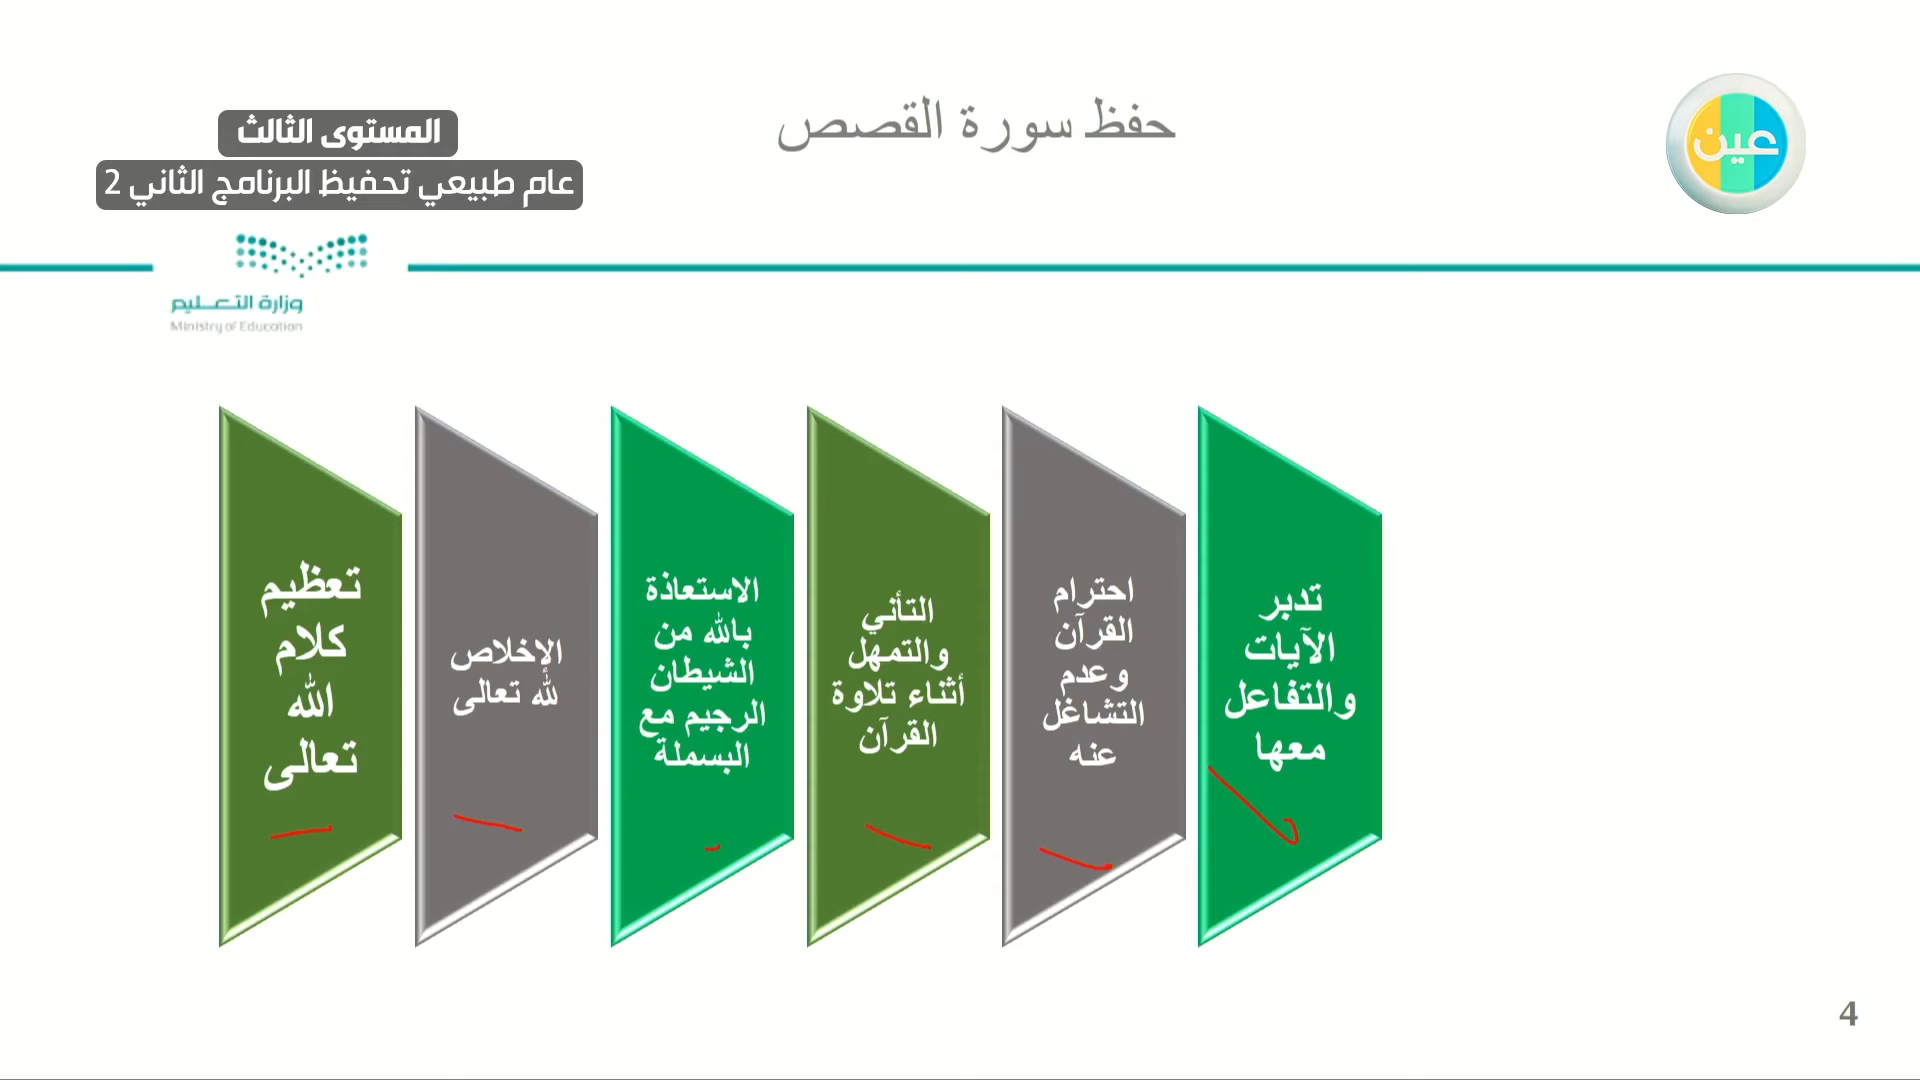 حفظ سورة القصص
المستوى الثالث
عام طبيعي تحفيظ البرنامج الثاني 2
عين
وزارة التعليم
Ministry of Education
تدبر
الآيات
والتفاعل
معها
احترام
القرآن
وعدم
التشاغل
عنه
التأني
والتمهل
أثناء تلاوة
القرآن
الاستعاذة
بالله من
الشيطان
الرجيم مع
البسملة
الإخلاص
لله تعالى
تعظيم
كلام
الله
تعالى
4